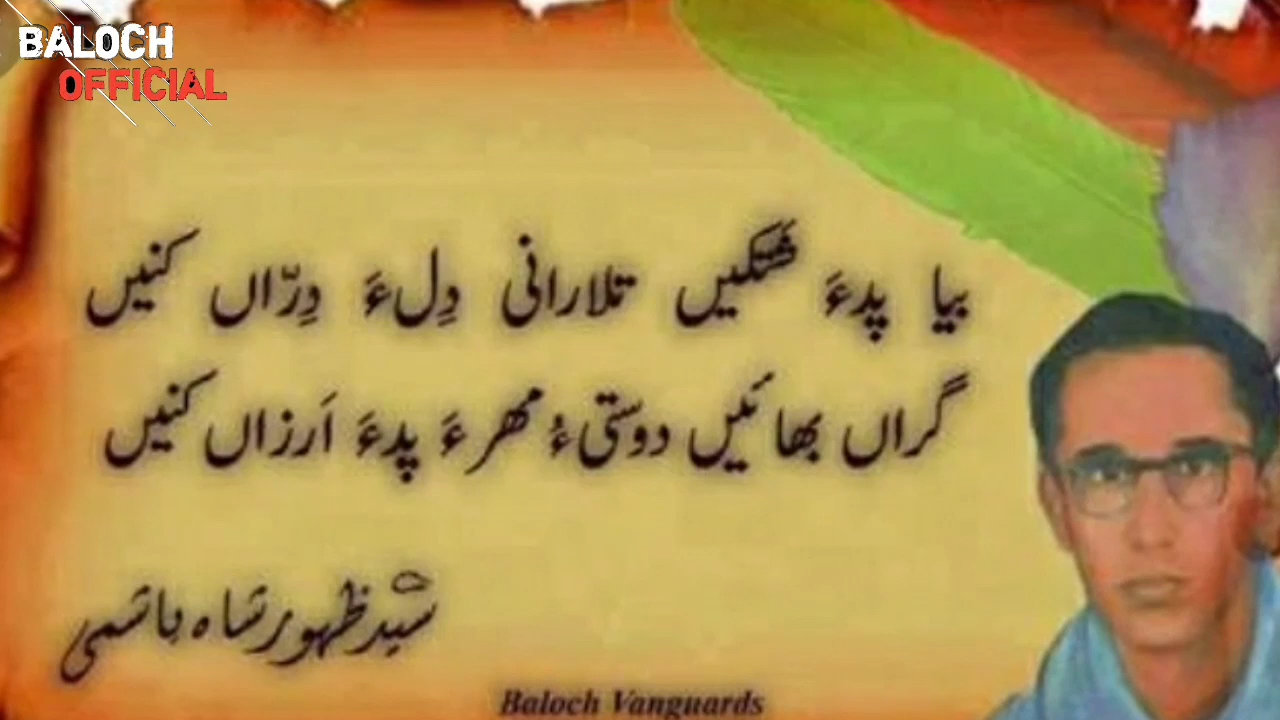 BALOCH
OFFICIAL
بیا پدءَ شتکیں تلارانی دِلءَ دِرّاں کنیں
گراں بھائیں دوستیءُ مھرءَ پدءَ اَرزاں کنیں
سید ظہور شاہ ہاشمی
Baloch Vanguards